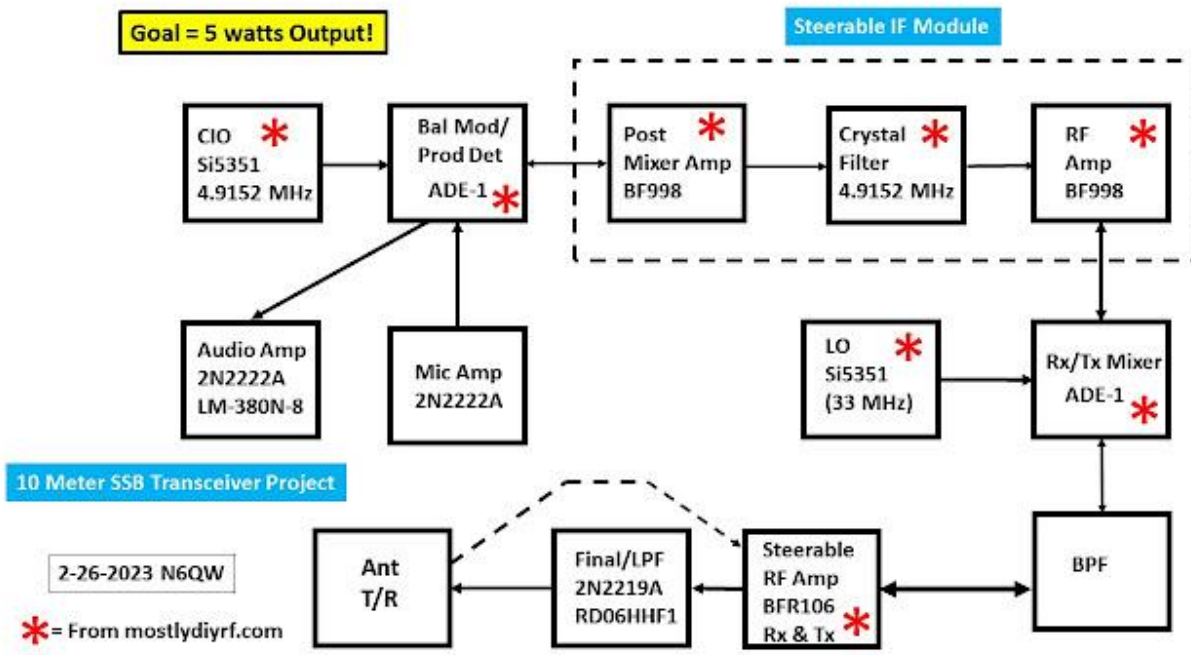 Goal = 5 watts Output!
Steerable IF Module
CIO *
Si5351
4.9152 MHz
Bal Mod/
Prod Det
ADE-1 *
Post *
Mixer Amp
BF998
Crystal *
Filter
4.9152 MHz
RF *
Amp
BF998
Audio Amp
2N2222A
LM-380N-8
Mic Amp
2N2222A
LO *
Si5351
(33 MHz)
Rx/Tx Mixer
ADE-1 *
10 Meter SSB Transceiver Project
2-26-2023 N6QW
* = From mostlydiyrf.com
Ant
T/R
Final/LPF
2N2219A
RD06HHF1
Steerable
RF Amp
BFR106
Rx & Tx *
BPF